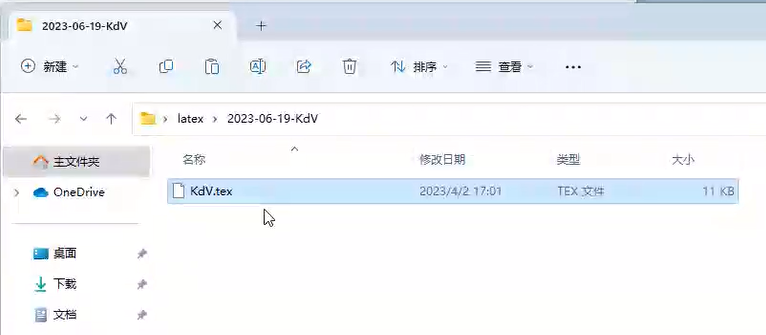 2023-06-19-KdV
新建
排序
查看
latex
2023-06-19-KdV
主文件夹
OneDrive
桌面
下载
文档
名称
修改日期
类型
大小
KdV.tex
2023/4/2 17:01
TEX 文件
11 KB